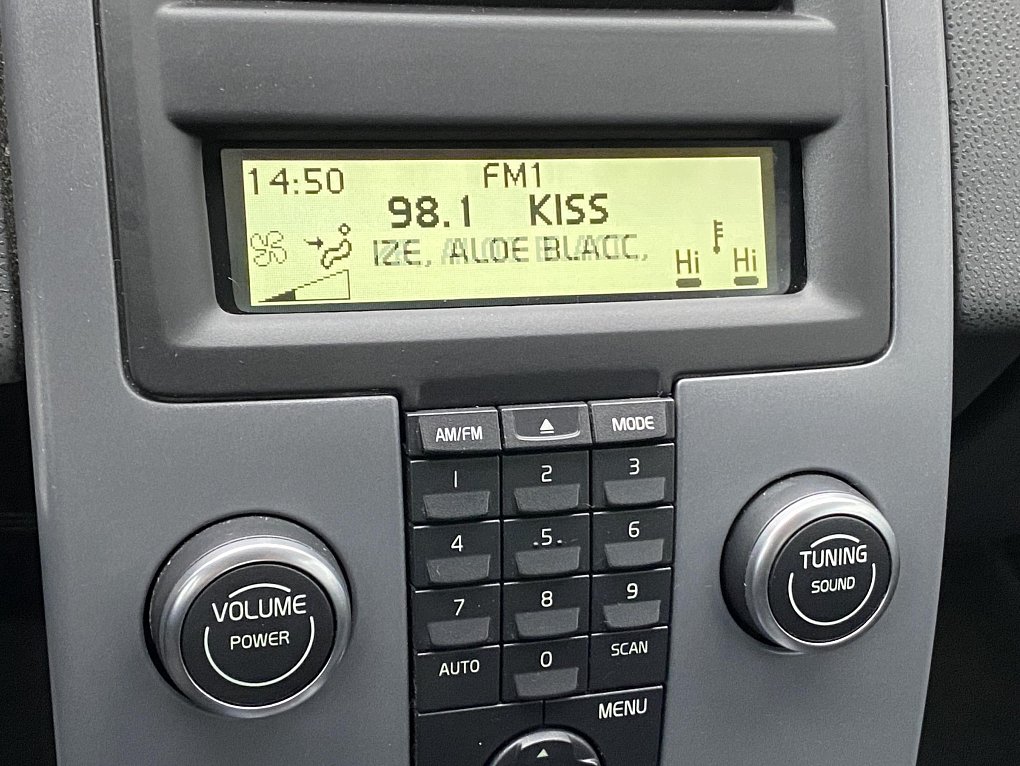 14:50 FM1
98.1 KISS
IZE, ALOE BLACC,
Hi Hi
AM/FM MODE
1 2 3
4 5 6
7 8 9
AUTO 0 SCAN
MENU
VOLUME
POWER
TUNING
SOUND